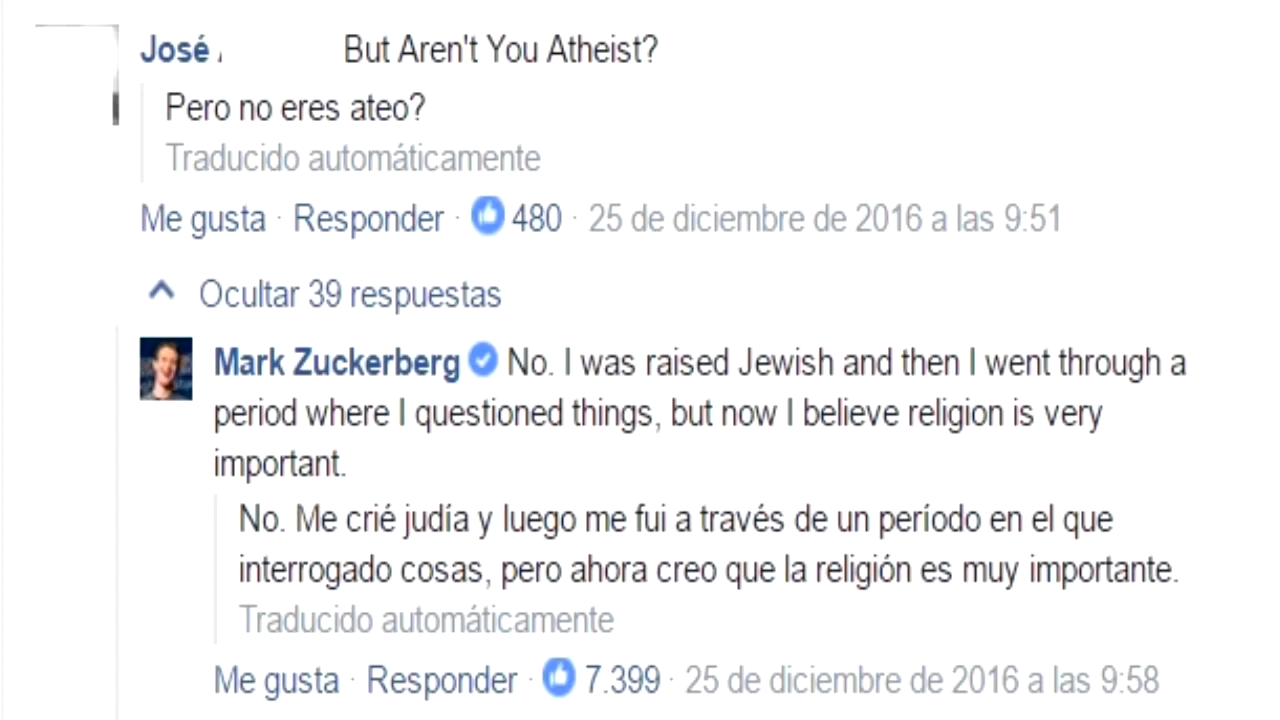 José But Aren't You Atheist?
Pero no eres ateo?
Traducido automáticamente
Me gusta · Responder · 480 · 25 de diciembre de 2016 a las 9:51
Ocultar 39 respuestas
Mark Zuckerberg No. I was raised Jewish and then I went through a
period where I questioned things, but now I believe religion is very
important.
No. Me crié judía y luego me fui a través de un período en el que
interrogado cosas, pero ahora creo que la religión es muy importante.
Traducido automáticamente
Me gusta · Responder · 7.399 · 25 de diciembre de 2016 a las 9:58